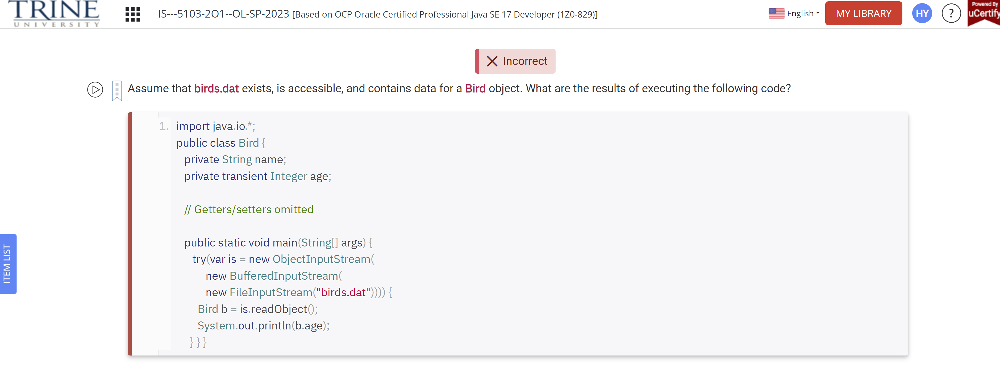 TRINE
UNIVERSITY
IS---5103-2O1--OL-SP-2023 [Based on OCP Oracle Certified Professional Java SE 17 Developer (1Z0-829)]
English
MY LIBRARY
HY
?
Powered By
uCertify
Incorrect
Assume that birds.dat exists, is accessible, and contains data for a Bird object. What are the results of executing the following code?
1. import java.io.*;
public class Bird {
private String name;
private transient Integer age;
// Getters/setters omitted
public static void main(String[] args) {
try(var is = new ObjectInputStream(
new BufferedInputStream(
new FileInputStream("birds.dat")))) {
Bird b = is.readObject();
System.out.println(b.age);
} } }
ITEM LIST